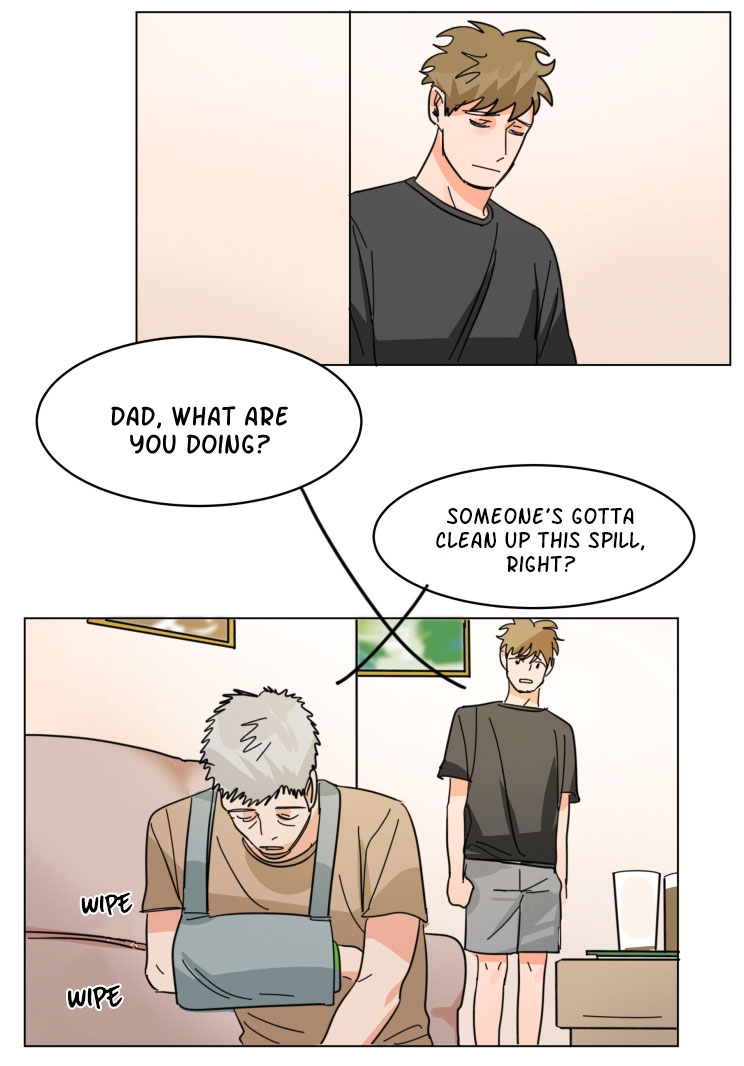 DAD, WHAT ARE
YOU DOING?
SOMEONE'S GOTTA
CLEAN UP THIS SPILL,
RIGHT?
WIPE
WIPE